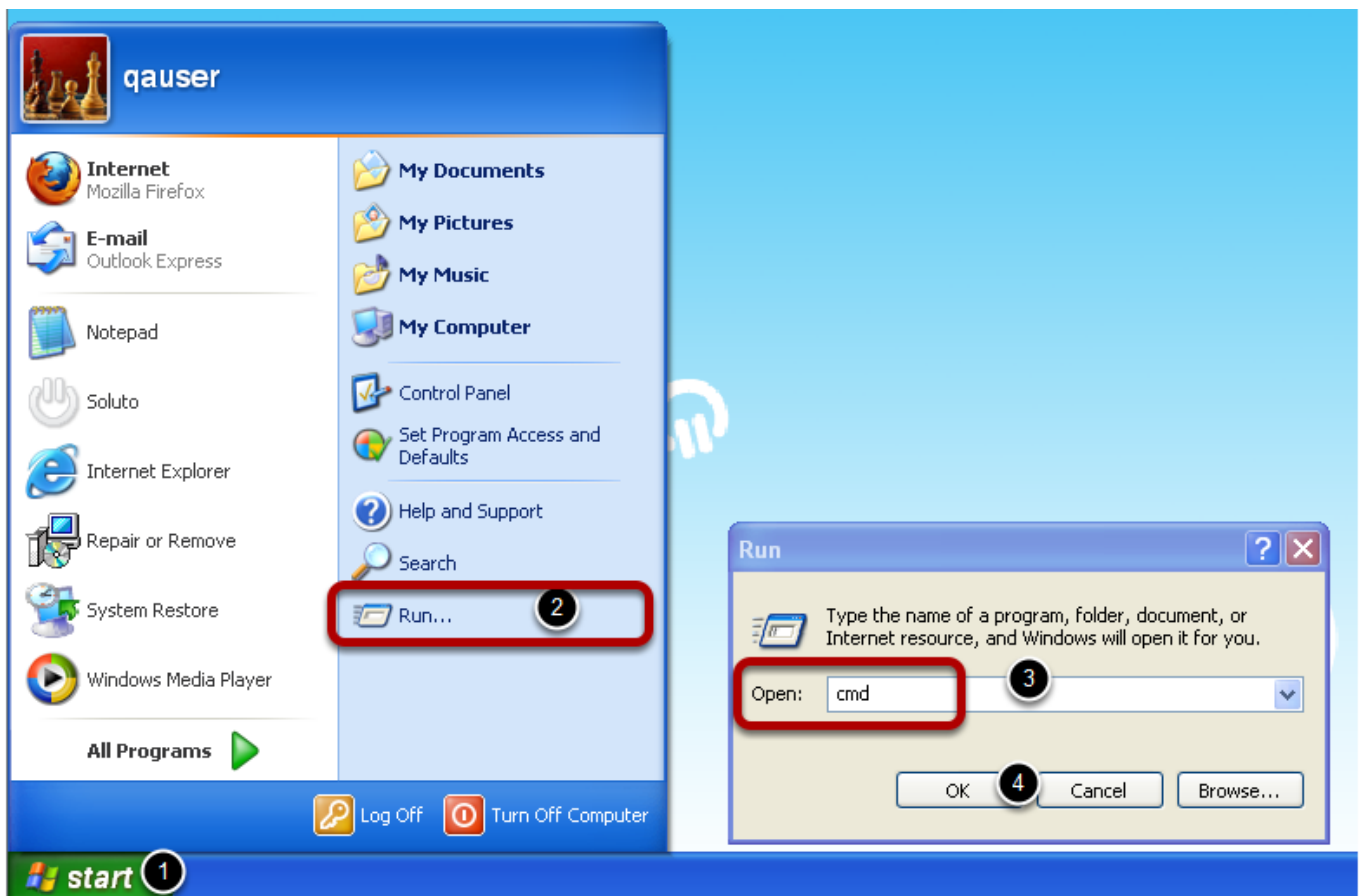 qauser
Internet
Mozilla Firefox
E-mail
Outlook Express
Notepad
Soluto
Internet Explorer
Repair or Remove
System Restore
Windows Media Player
All Programs
My Documents
My Pictures
My Music
My Computer
Control Panel
Set Program Access and
Defaults
Help and Support
Search
Run...
2
Log Off
Turn Off Computer
start
1
Run
?
Type the name of a program, folder, document, or
Internet resource, and Windows will open it for you.
3
Open: cmd
OK 4 Cancel Browse...